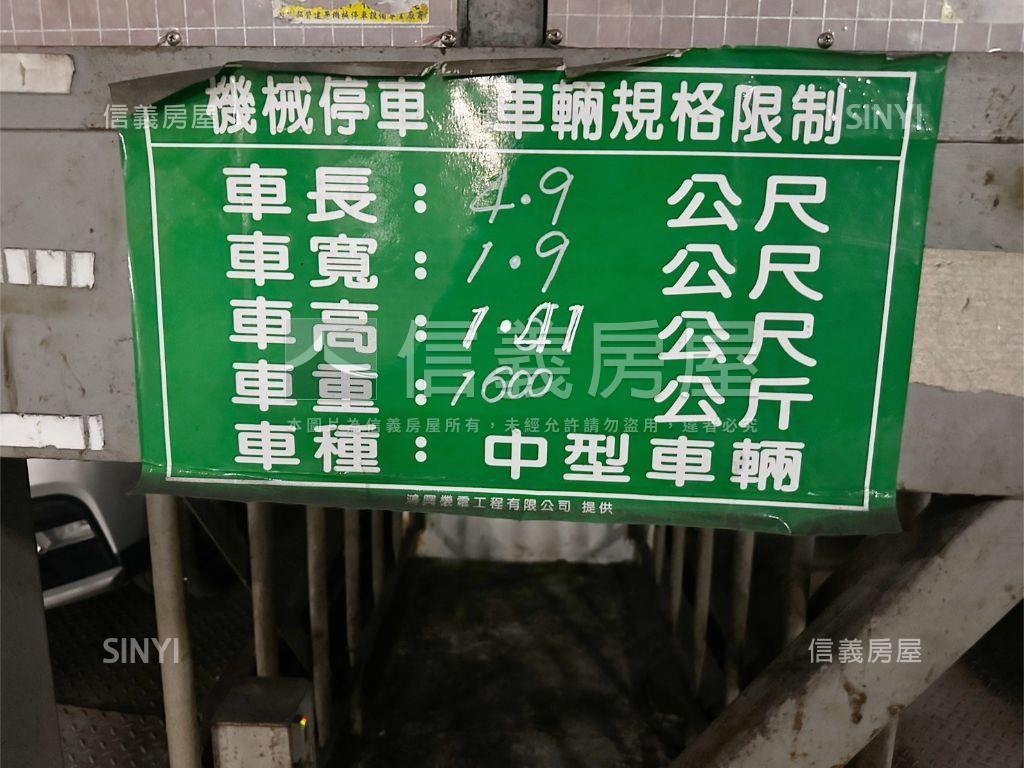 機械停車 車輛規格限制
車長：4.9 公尺
車寬：1.9 公尺
車高：1.41 公尺
車重：1600 公斤
車種：中型車輛
鴻興機電工程有限公司 提供
信義房屋
SINYI
信義房屋
本圖片為信義房屋所有，未經允許請勿盜用，違者必究
SINYI
信義房屋